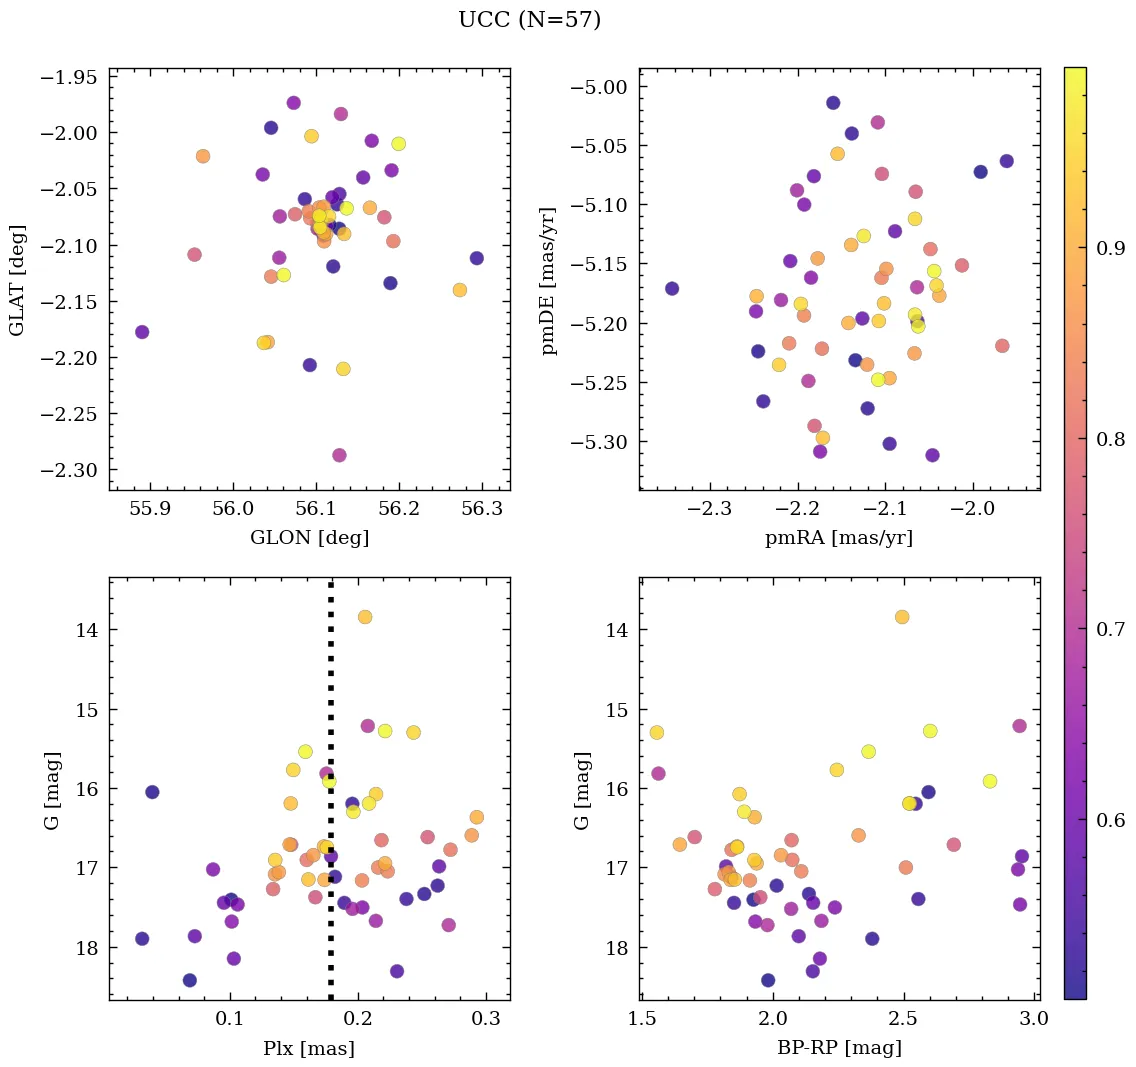 UCC (N=57)
−1.95
−2.00
−2.05
−2.10
−2.15
−2.20
−2.25
−2.30
GLAT [deg]
55.9 56.0 56.1 56.2 56.3
GLON [deg]
−5.00
−5.05
−5.10
−5.15
−5.20
−5.25
−5.30
pmDE [mas/yr]
−2.3 −2.2 −2.1 −2.0
pmRA [mas/yr]
14
15
16
17
18
G [mag]
0.1 0.2 0.3
Plx [mas]
14
15
16
17
18
G [mag]
1.5 2.0 2.5 3.0
BP-RP [mag]
0.9
0.8
0.7
0.6